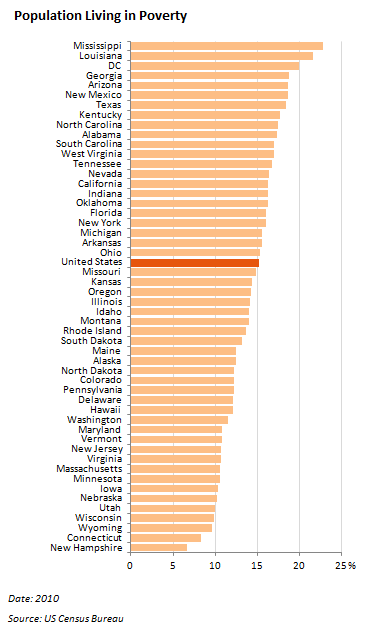 Population Living in Poverty
Mississippi
Louisiana
DC
Georgia
Arizona
New Mexico
Texas
Kentucky
North Carolina
Alabama
South Carolina
West Virginia
Tennessee
Nevada
California
Indiana
Oklahoma
Florida
New York
Michigan
Arkansas
Ohio
United States
Missouri
Kansas
Oregon
Illinois
Idaho
Montana
Rhode Island
South Dakota
Maine
Alaska
North Dakota
Colorado
Pennsylvania
Delaware
Hawaii
Washington
Maryland
Vermont
New Jersey
Virginia
Massachusetts
Minnesota
Iowa
Nebraska
Utah
Wisconsin
Wyoming
Connecticut
New Hampshire
0 5 10 15 20 25%
Date: 2010
Source: US Census Bureau